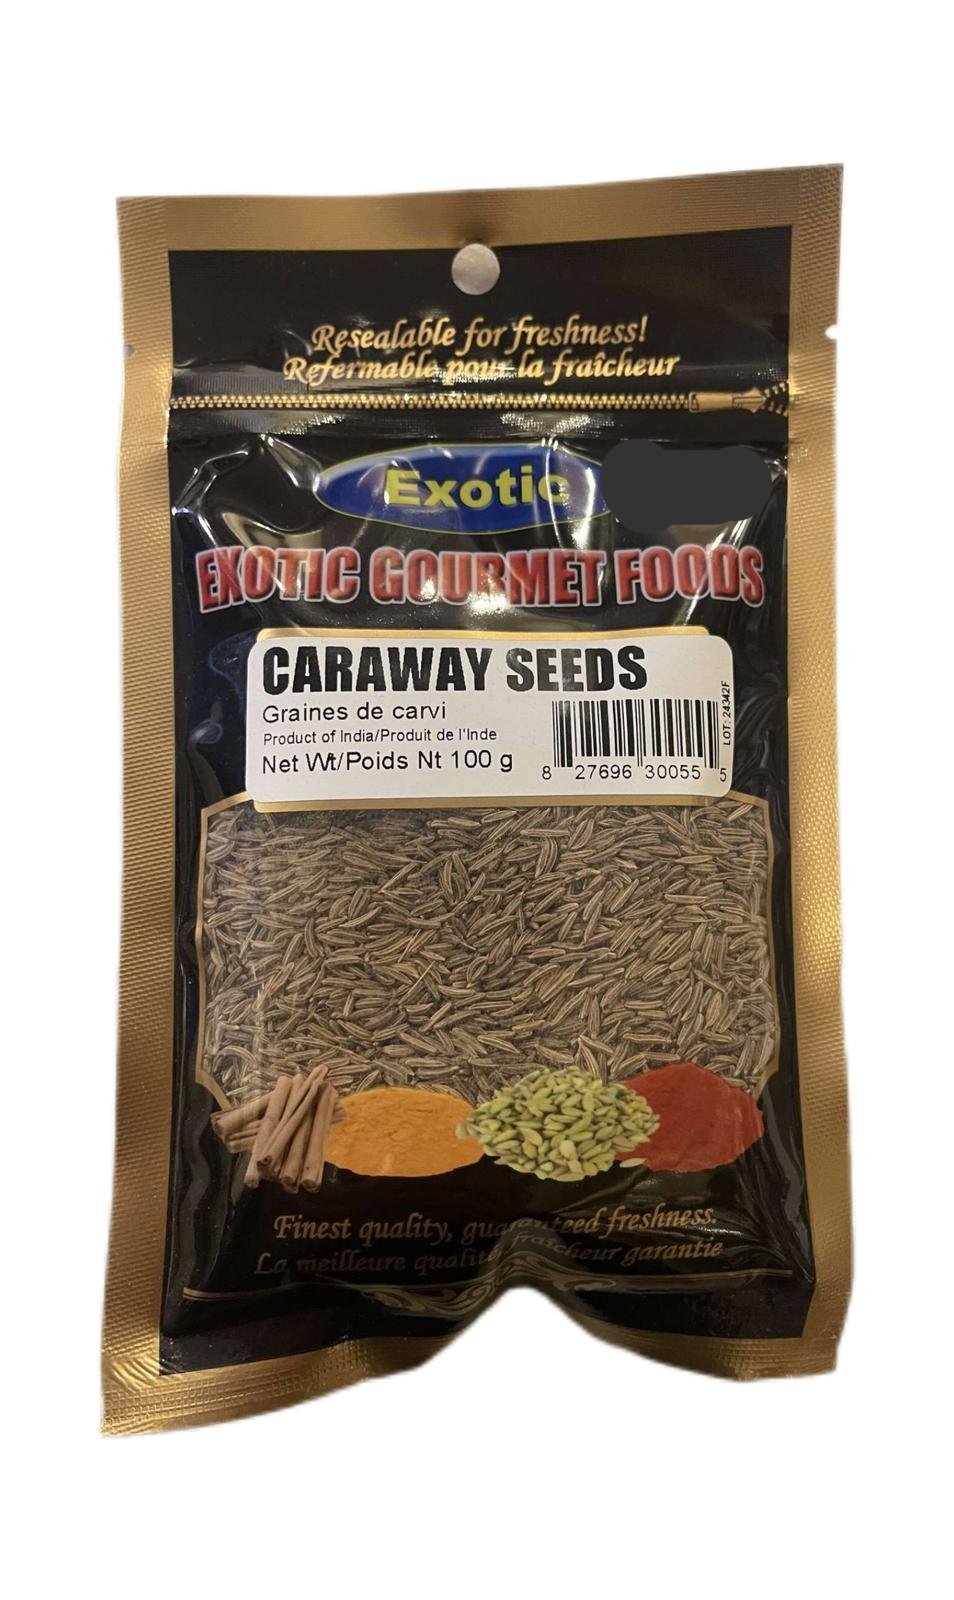 Resealable for freshness!
Refermable pour la fraîcheur
Exotic
EXOTIC GOURMET FOODS
CARAWAY SEEDS
Graines de carvi
Product of India/Produit de l'Inde
Net Wt/Poids Nt 100 g
8 27696 30055 5
LOT: 24342F
Finest quality, guaranteed freshness.
La meilleure qualité fraîcheur garantie